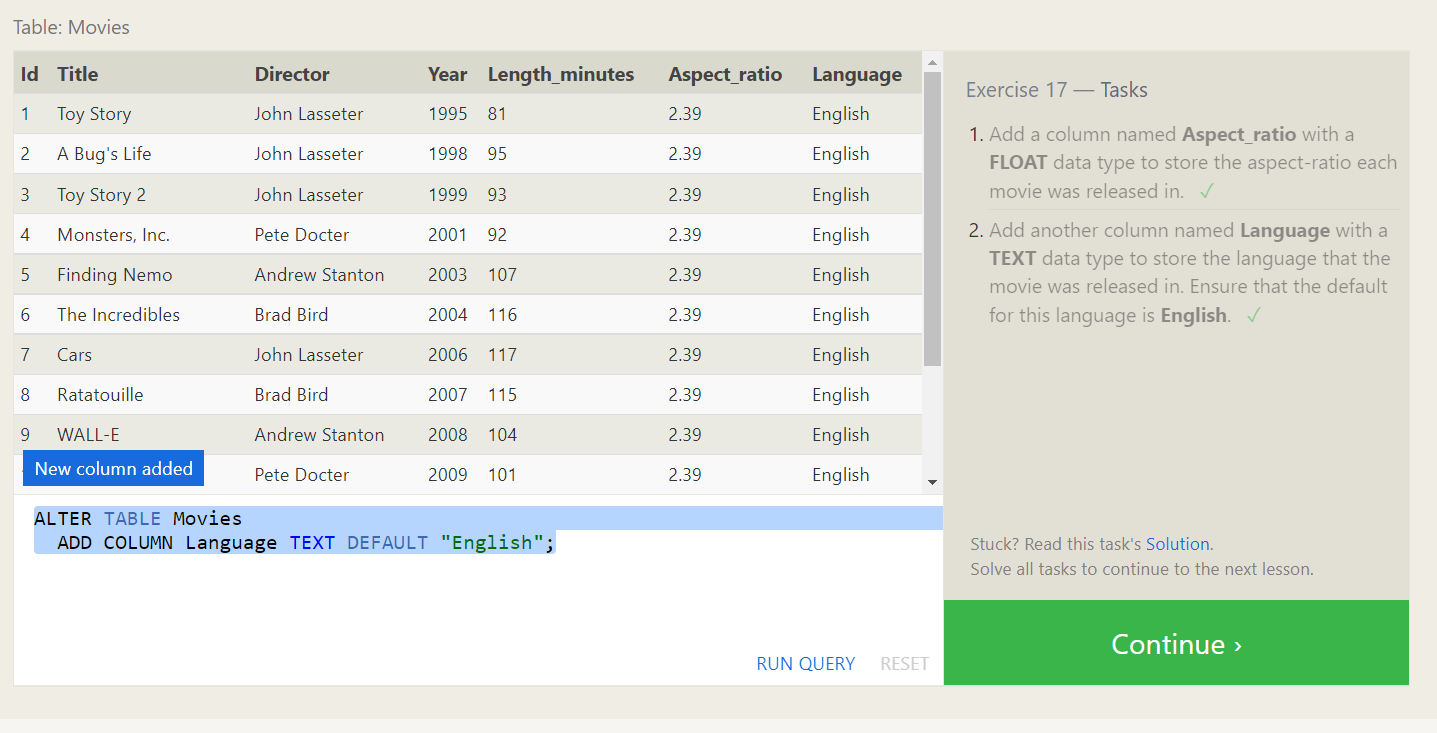 Table: Movies
Id Title Director Year Length_minutes Aspect_ratio Language
1 Toy Story John Lasseter 1995 81 2.39 English
2 A Bug's Life John Lasseter 1998 95 2.39 English
3 Toy Story 2 John Lasseter 1999 93 2.39 English
4 Monsters, Inc. Pete Docter 2001 92 2.39 English
5 Finding Nemo Andrew Stanton 2003 107 2.39 English
6 The Incredibles Brad Bird 2004 116 2.39 English
7 Cars John Lasseter 2006 117 2.39 English
8 Ratatouille Brad Bird 2007 115 2.39 English
9 WALL-E Andrew Stanton 2008 104 2.39 English
Pete Docter 2009 101 2.39 English
New column added
ALTER TABLE Movies
ADD COLUMN Language TEXT DEFAULT "English";
RUN QUERY RESET
Exercise 17 — Tasks
1. Add a column named Aspect_ratio with a
FLOAT data type to store the aspect-ratio each
movie was released in. ✓
2. Add another column named Language with a
TEXT data type to store the language that the
movie was released in. Ensure that the default
for this language is English. ✓
Stuck? Read this task's Solution.
Solve all tasks to continue to the next lesson.
Continue ›